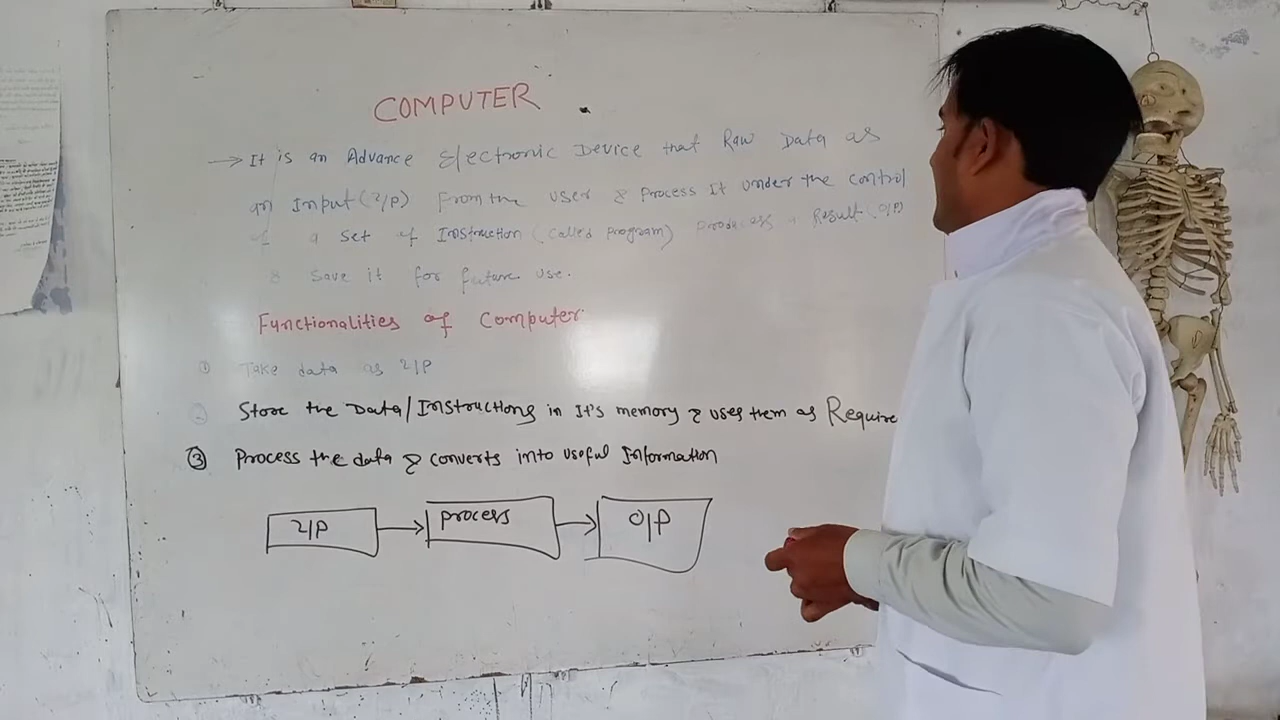 COMPUTER
→ It is an Advance Electronic Device that Raw Data as
an Input (I/P) From the user & Process It under the control
of a set of Instruction (called program) produces a Result (O/P)
& Save it for future use.
Functionalities of Computer
① Take data as I/P
② Store the Data/Instructions in It's memory & uses them as Require
③ Process the data & converts into useful Information
I/P → process → O/P